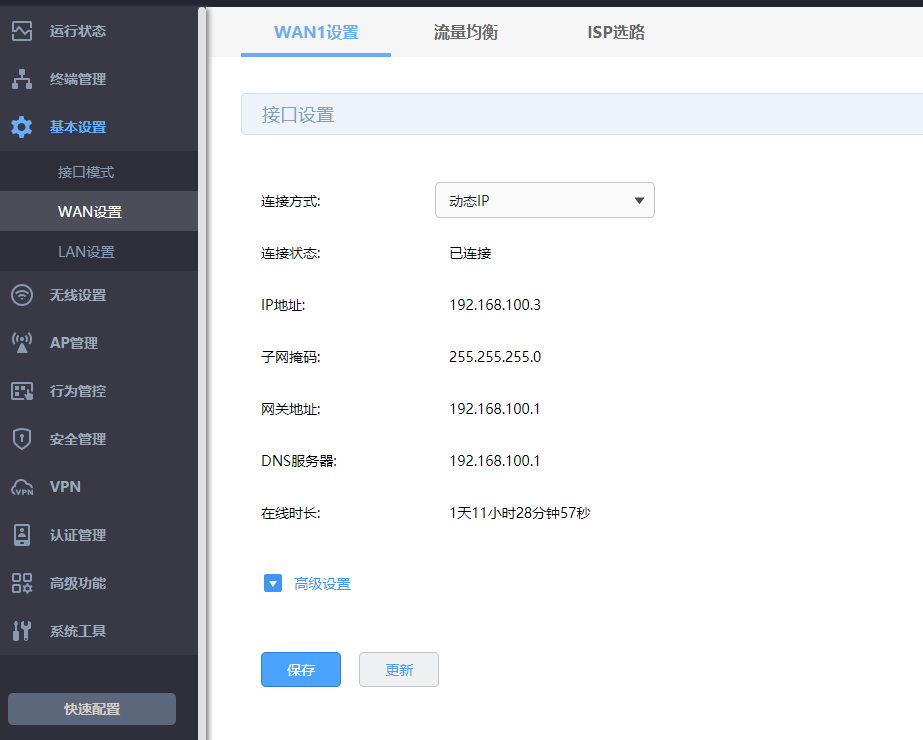 运行状态
终端管理
基本设置
接口模式
WAN设置
LAN设置
无线设置
AP管理
行为管控
安全管理
VPN
VPN
认证管理
高级功能
系统工具
快速配置
WAN1设置 流量均衡 ISP选路
接口设置
连接方式: 动态IP
连接状态: 已连接
IP地址: 192.168.100.3
子网掩码: 255.255.255.0
网关地址: 192.168.100.1
DNS服务器: 192.168.100.1
在线时长: 1天11小时28分钟57秒
高级设置
保存 更新